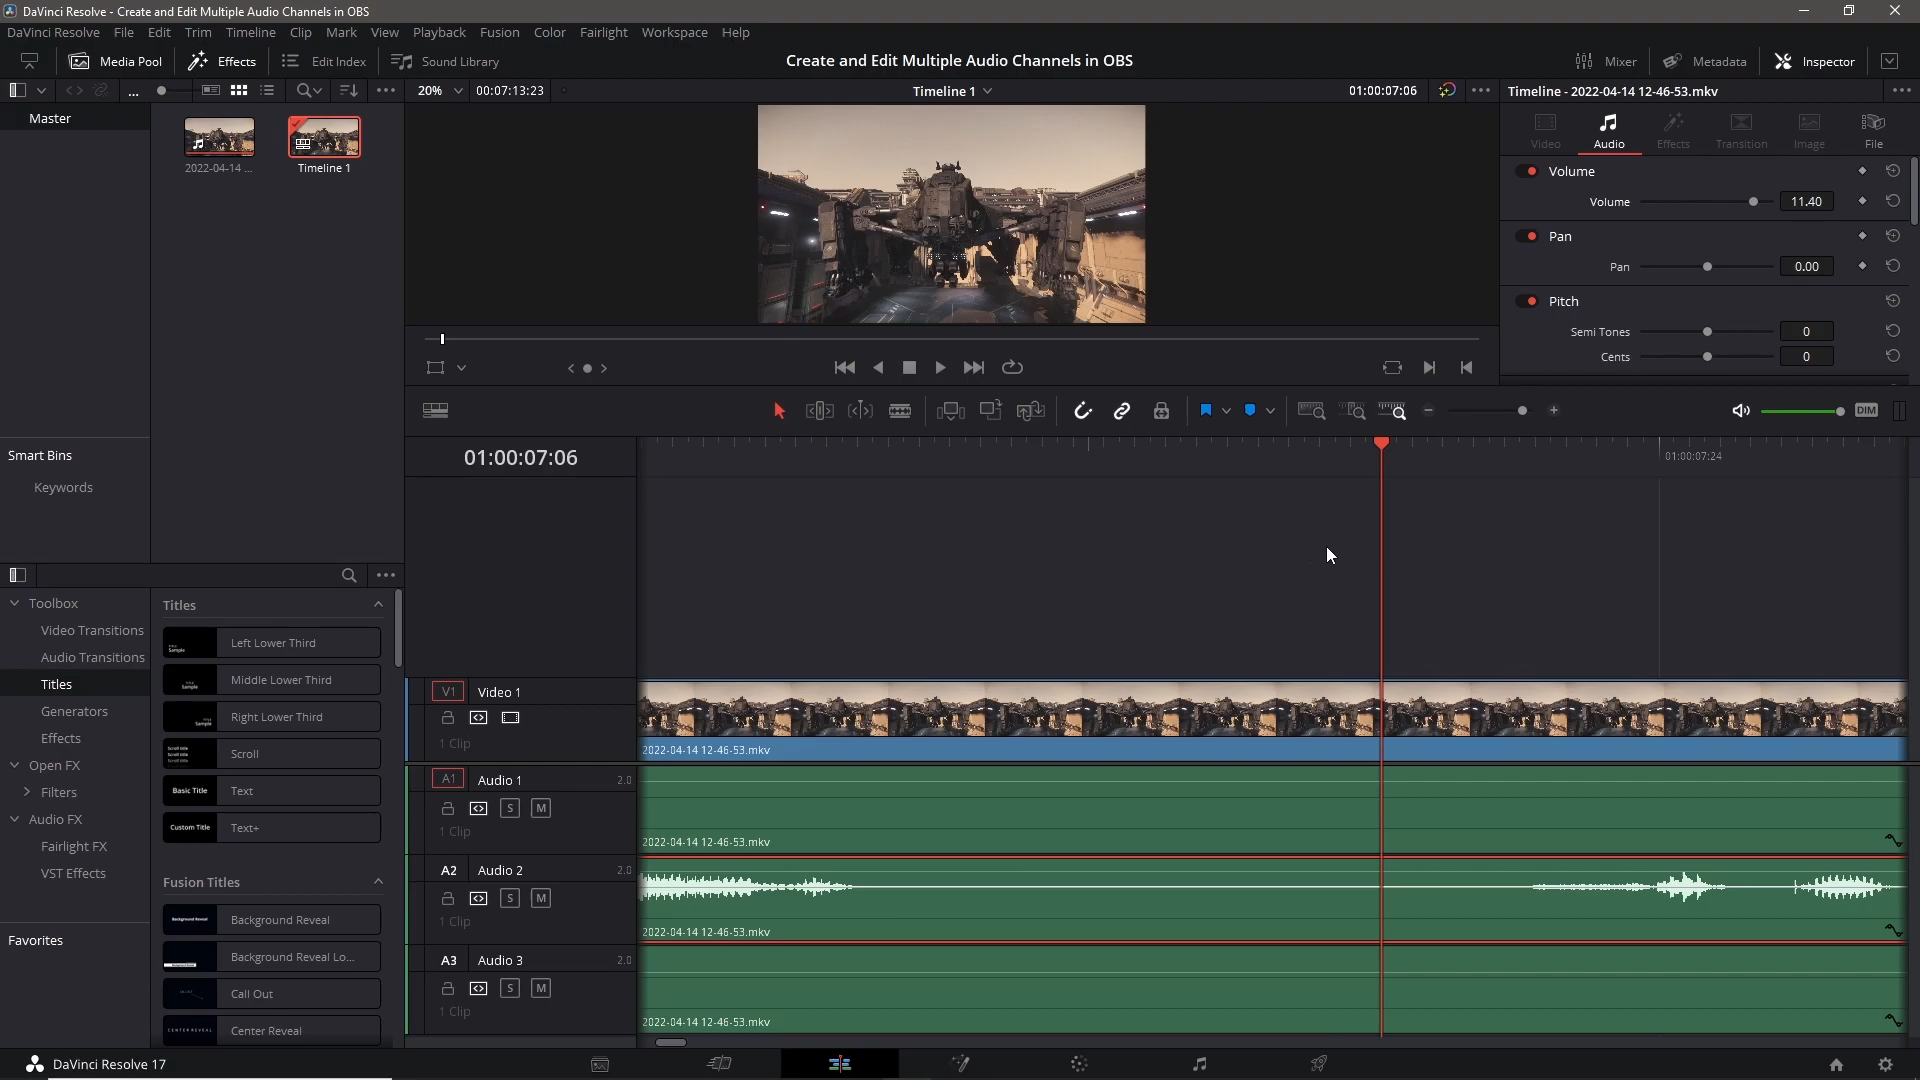 DaVinci Resolve - Create and Edit Multiple Audio Channels in OBS
DaVinci Resolve File Edit Trim Timeline Clip Mark View Playback Fusion Color Fairlight Workspace Help
Media Pool Effects Edit Index Sound Library Create and Edit Multiple Audio Channels in OBS Mixer Metadata Inspector
20% 00:07:13:23 Timeline 1 01:00:07:06 Timeline - 2022-04-14 12-46-53.mkv
Master
2022-04-14 ...
Timeline 1
Video Audio Effects Transition Image File
Volume
Volume 11.40
Pan
Pan 0.00
Pitch
Semi Tones 0
Cents 0
DIM
01:00:07:06
01:00:07:24
Smart Bins
Keywords
Toolbox
Video Transitions
Audio Transitions
Titles
Generators
Effects
Open FX
Filters
Audio FX
Fairlight FX
VST Effects
Favorites
Titles
Left Lower Third
Middle Lower Third
Right Lower Third
Scroll
Basic Title Text
Custom Title Text+
Fusion Titles
Background Reveal Background Reveal
Background Reveal Lo...
Call Out
CENTER REVEAL Center Reveal
V1 Video 1
1 Clip
2022-04-14 12-46-53.mkv
A1 Audio 1 2.0
S M
1 Clip
2022-04-14 12-46-53.mkv
A2 Audio 2 2.0
S M
1 Clip
2022-04-14 12-46-53.mkv
A3 Audio 3 2.0
S M
1 Clip
2022-04-14 12-46-53.mkv
DaVinci Resolve 17